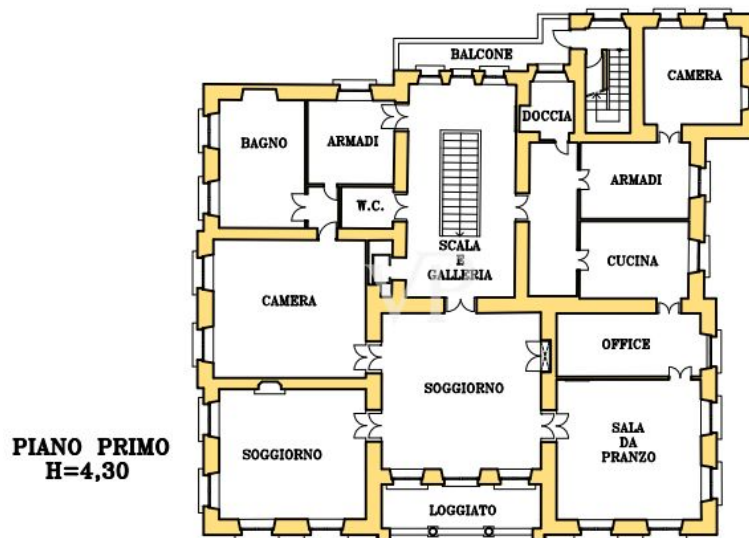 BALCONE
CAMERA
DOCCIA
BAGNO
ARMADI
ARMADI
W.C.
SCALA
E
GALLERIA
CUCINA
CAMERA
VP
OFFICE
SOGGIORNO
PIANO PRIMO
H=4,30
SOGGIORNO
SALA
DA
PRANZO
LOGGIATO